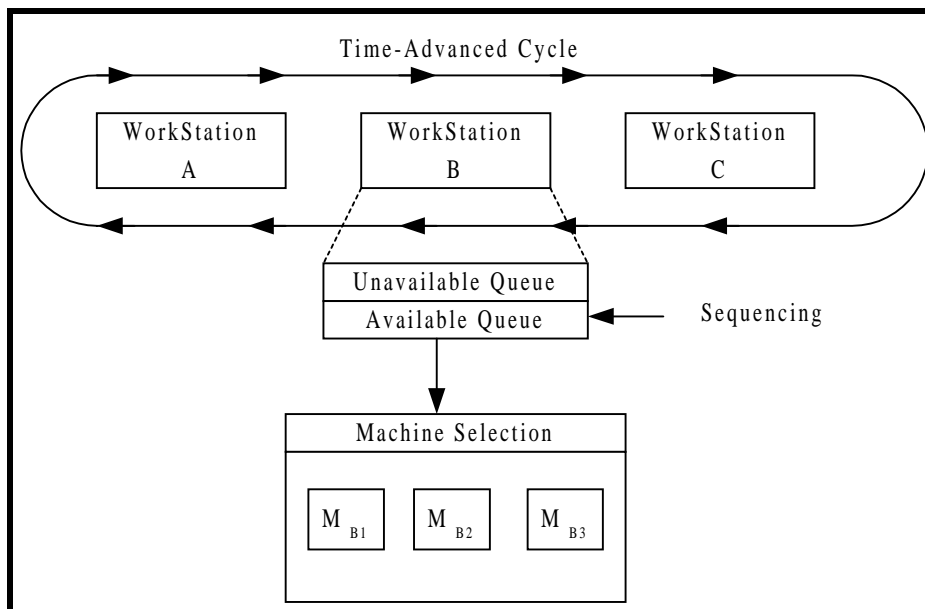 Time-Advanced Cycle
WorkStation
A
WorkStation
B
WorkStation
C
Unavailable Queue
Available Queue
Sequencing
Machine Selection
M B1
M B2
M B3